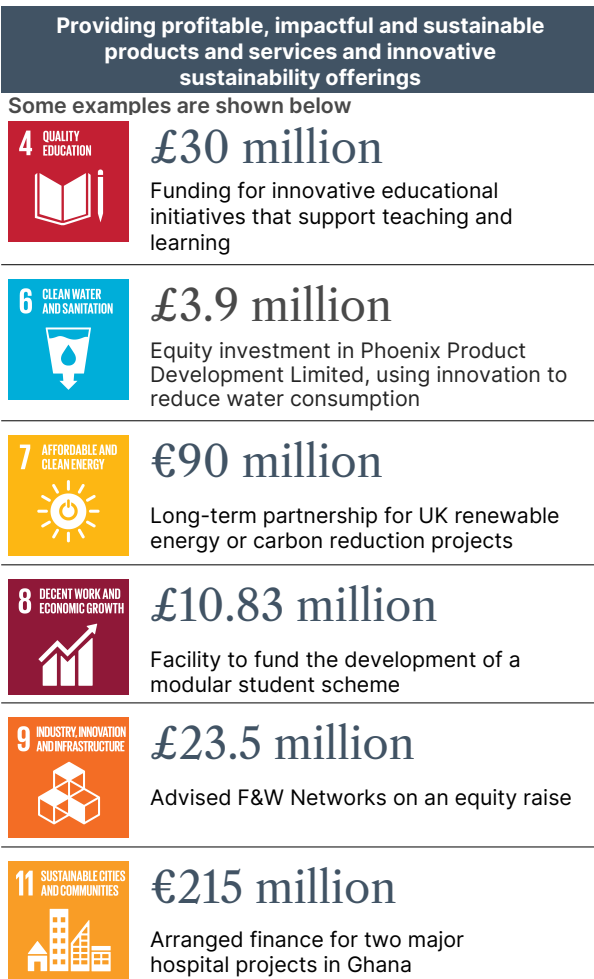 Providing profitable, impactful and sustainable
products and services and innovative
sustainability offerings
Some examples are shown below
4 QUALITY
EDUCATION
£30 million
Funding for innovative educational
initiatives that support teaching and
learning
6 CLEAN WATER
AND SANITATION
£3.9 million
Equity investment in Phoenix Product
Development Limited, using innovation to
reduce water consumption
7 AFFORDABLE AND
CLEAN ENERGY
€90 million
Long-term partnership for UK renewable
energy or carbon reduction projects
8 DECENT WORK AND
ECONOMIC GROWTH
£10.83 million
Facility to fund the development of a
modular student scheme
9 INDUSTRY, INNOVATION
AND INFRASTRUCTURE
£23.5 million
Advised F&W Networks on an equity raise
11 SUSTAINABLE CITIES
AND COMMUNITIES
€215 million
Arranged finance for two major
hospital projects in Ghana